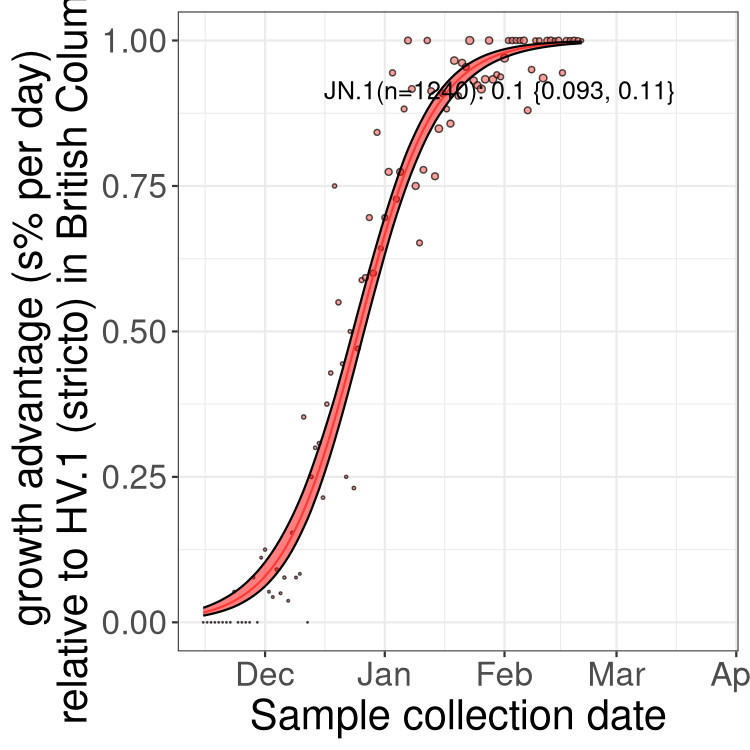 growth advantage (s% per day)
relative to HV.1 (stricto) in British Colum
1.00
0.75
0.50
0.25
0.00
JN.1(n=1240): 0.1 {0.093, 0.11}
Dec Jan Feb Mar Ap
Sample collection date